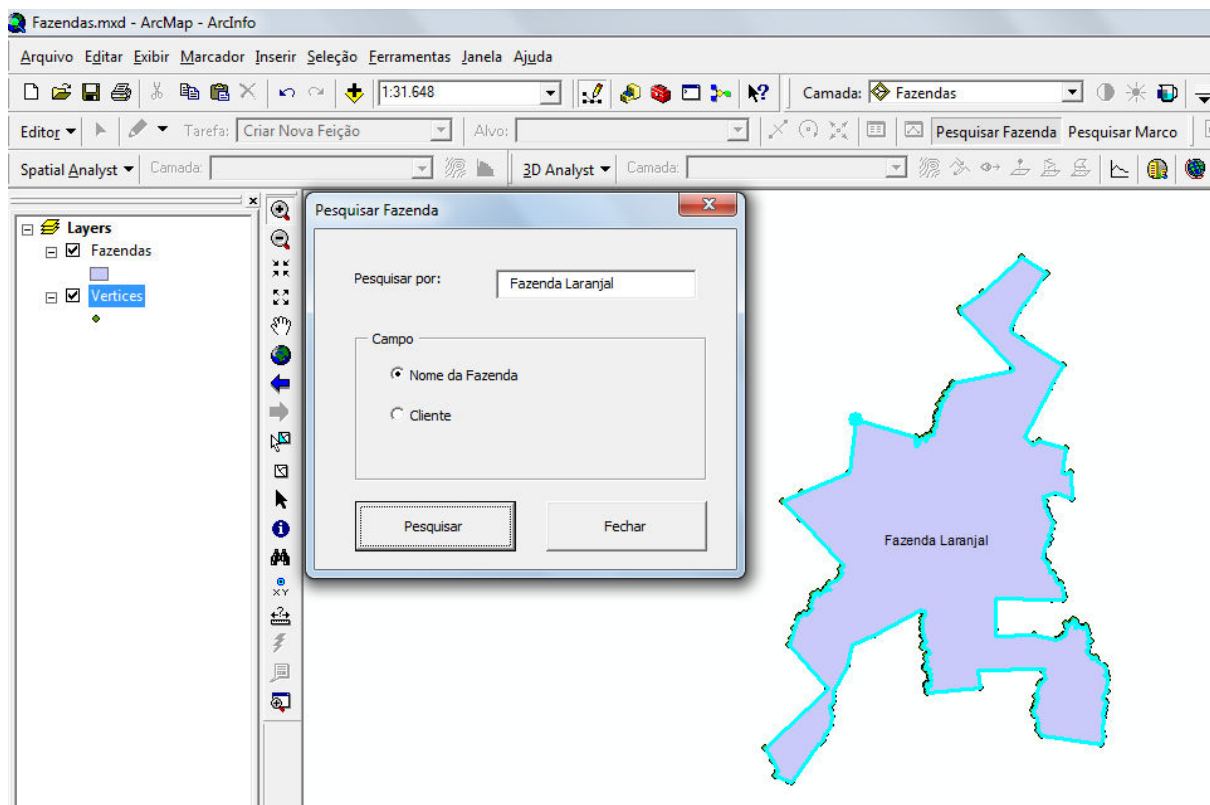 Fazendas.mxd - ArcMap - ArcInfo
Arquivo Editar Exibir Marcador Inserir Seleção Ferramentas Janela Ajuda
1:31.648 Camada: Fazendas
Editor Tarefa: Criar Nova Feição Alvo: Pesquisar Fazenda Pesquisar Marco
Spatial Analyst Camada: 3D Analyst Camada:
Layers
Fazendas
Vertices
XY
Pesquisar Fazenda
Pesquisar por: Fazenda Laranjal
Campo
Nome da Fazenda
Cliente
Pesquisar Fechar
Fazenda Laranjal